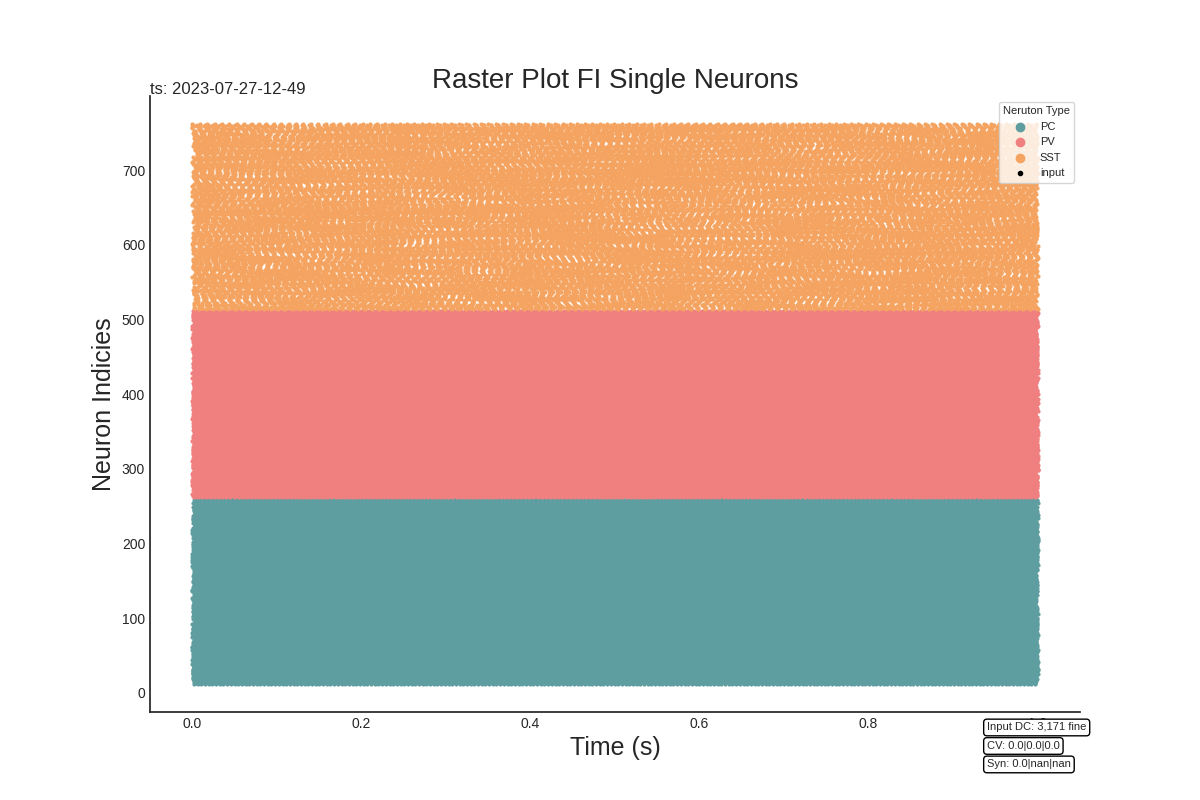 Raster Plot FI Single Neurons
ts: 2023-07-27-12-49
Neruton Type
PC
PV
SST
input
Neuron Indicies
700
600
500
400
300
200
100
0
0.0 0.2 0.4 0.6 0.8
Time (s)
Input DC: 3,171 fine
CV: 0.0|0.0|0.0
Syn: 0.0|nan|nan